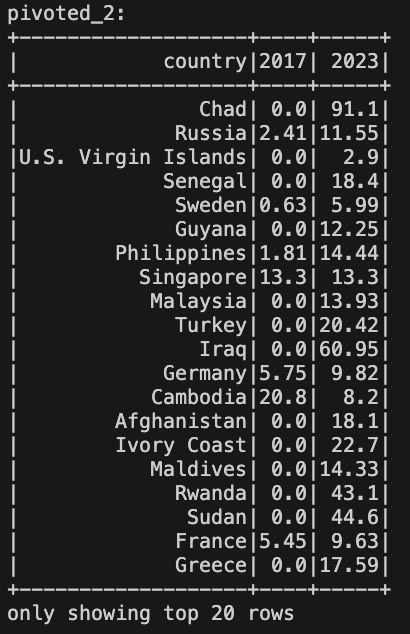 pivoted_2:
+--------------------+----+-----+
|             country|2017| 2023|
+--------------------+----+-----+
|                Chad| 0.0| 91.1|
|              Russia|2.41|11.55|
|U.S. Virgin Islands| 0.0|  2.9|
|             Senegal| 0.0| 18.4|
|              Sweden|0.63| 5.99|
|              Guyana| 0.0|12.25|
|         Philippines|1.81|14.44|
|           Singapore|13.3| 13.3|
|            Malaysia| 0.0|13.93|
|              Turkey| 0.0|20.42|
|                Iraq| 0.0|60.95|
|             Germany|5.75| 9.82|
|            Cambodia|20.8|  8.2|
|         Afghanistan| 0.0| 18.1|
|         Ivory Coast| 0.0| 22.7|
|            Maldives| 0.0|14.33|
|              Rwanda| 0.0| 43.1|
|               Sudan| 0.0| 44.6|
|              France|5.45| 9.63|
|              Greece| 0.0|17.59|
+--------------------+----+-----+
only showing top 20 rows